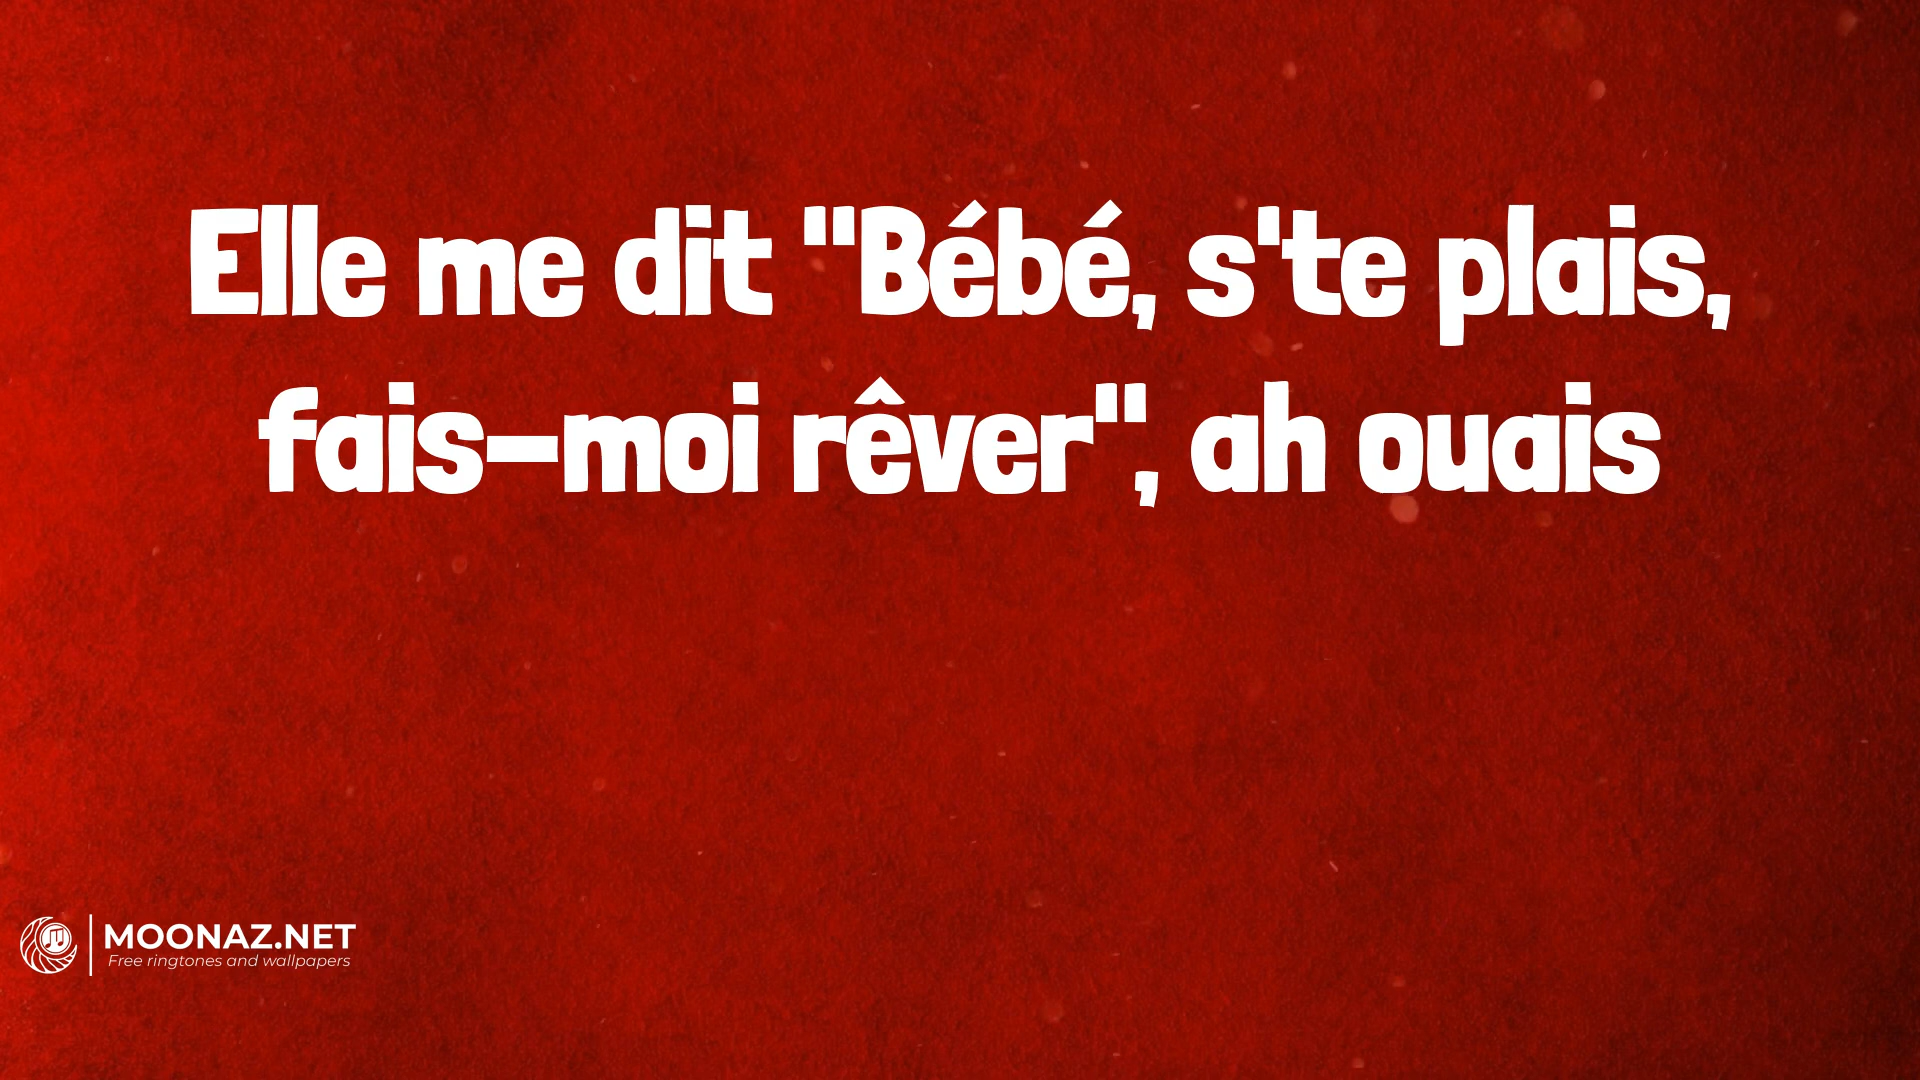 Elle me dit "Bébé, s'te plais,
fais-moi rêver", ah ouais
MOONAZ.NET
Free ringtones and wallpapers